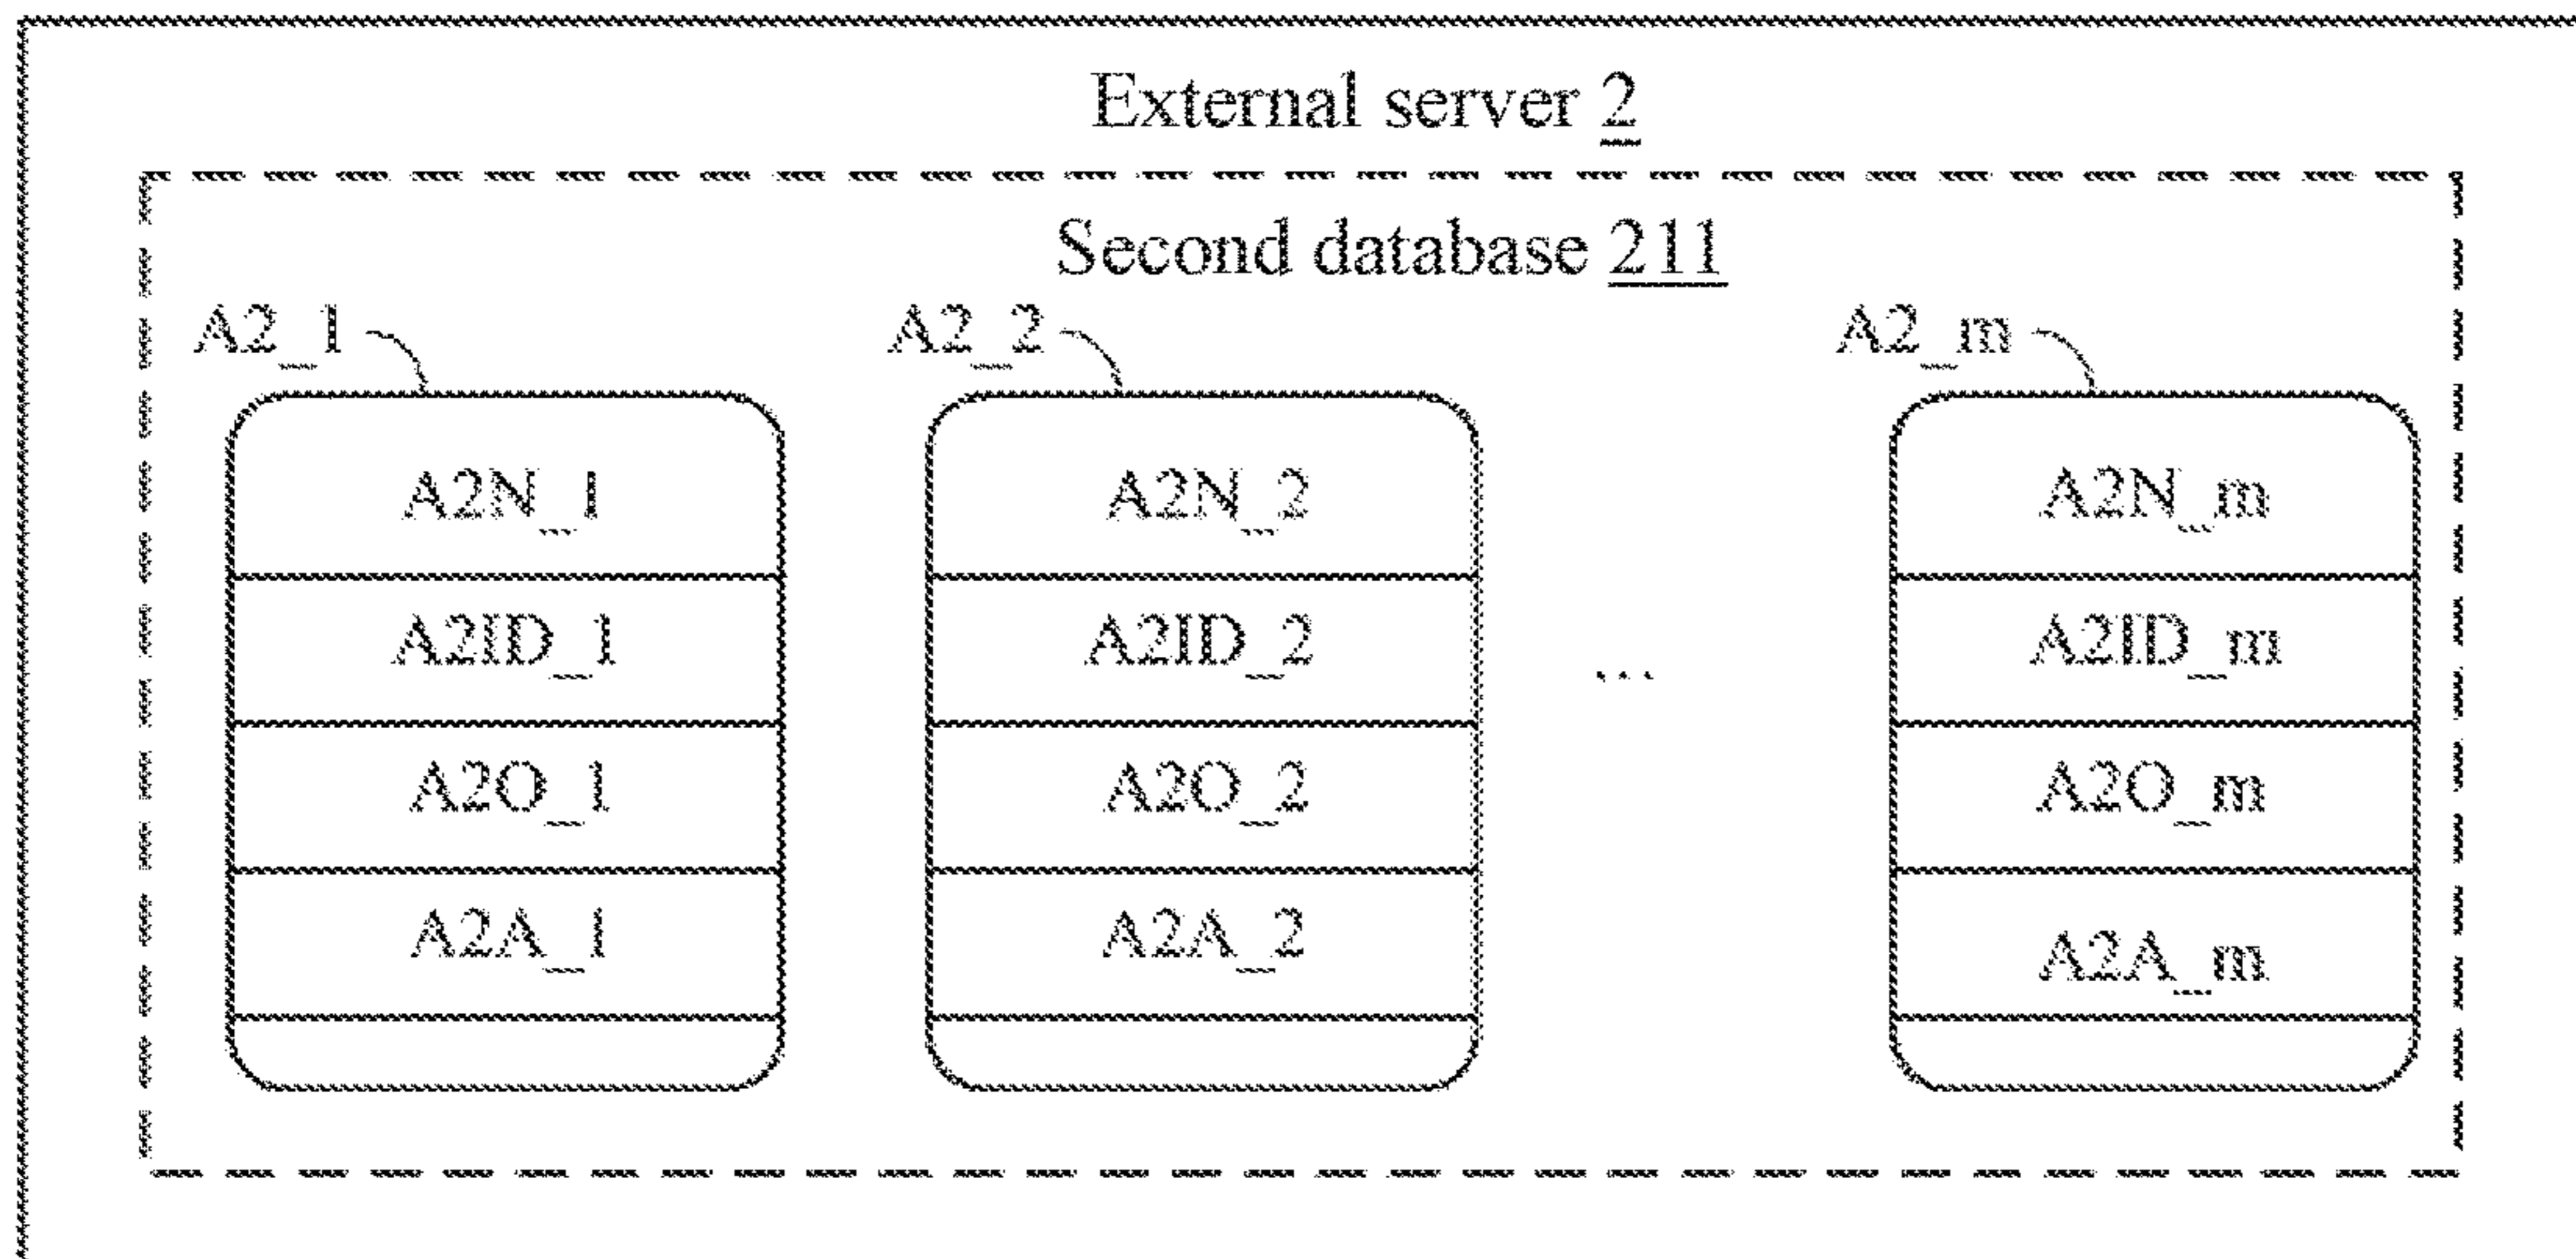 External server 2
Second database 211
A2_1 A2_2 A2_m
A2N_1 A2N_2 A2N_m
A2ID_1 A2ID_2 ... A2ID_m
A2O_1 A2O_2 A2O_m
A2A_1 A2A_2 A2A_m